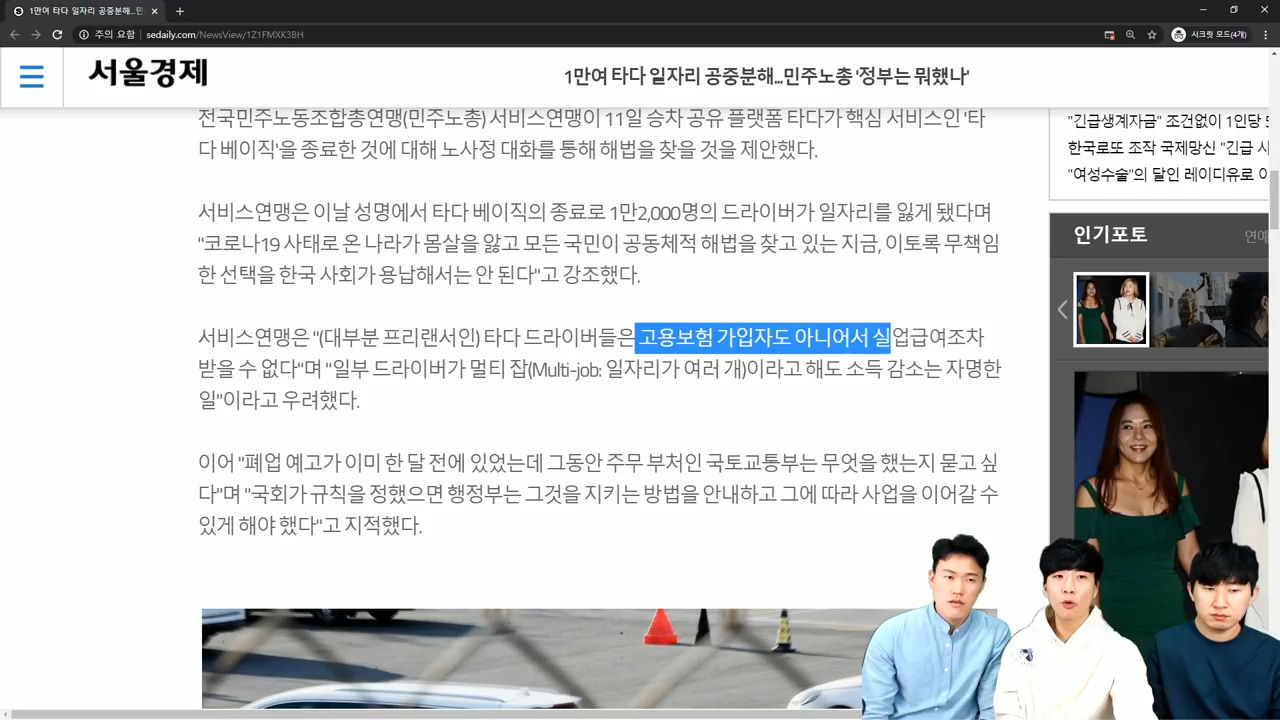 1만여 타다 일자리 공중분해...민
주의 요함
sedaily.com/NewsView/1Z1FMXK3BH
시크릿 모드(4개)
서울경제
1만여 타다 일자리 공중분해...민주노총 '정부는 뭐했나'
전국민주노동조합총연맹(민주노총) 서비스연맹이 11일 승차 공유 플랫폼 타다가 핵심 서비스인 '타
다 베이직'을 종료한 것에 대해 노사정 대화를 통해 해법을 찾을 것을 제안했다.
서비스연맹은 이날 성명에서 타다 베이직의 종료로 1만2,000명의 드라이버가 일자리를 잃게 됐다며
"코로나19 사태로 온 나라가 몸살을 앓고 모든 국민이 공동체적 해법을 찾고 있는 지금, 이토록 무책임
한 선택을 한국 사회가 용납해서는 안 된다"고 강조했다.
서비스연맹은 "(대부분 프리랜서인) 타다 드라이버들은 고용보험 가입자도 아니어서 실업급여조차
받을 수 없다"며 "일부 드라이버가 멀티 잡(Multi-job: 일자리가 여러 개)이라고 해도 소득 감소는 자명한
일"이라고 우려했다.
이어 "폐업 예고가 이미 한 달 전에 있었는데 그동안 주무 부처인 국토교통부는 무엇을 했는지 묻고 싶
다"며 "국회가 규칙을 정했으면 행정부는 그것을 지키는 방법을 안내하고 그에 따라 사업을 이어갈 수
있게 해야 했다"고 지적했다.
"긴급생계자금" 조건없이 1인당
한국로또 조작 국제망신 "긴급 사
"여성수술"의 달인 레이디유로 이
인기포토
연예